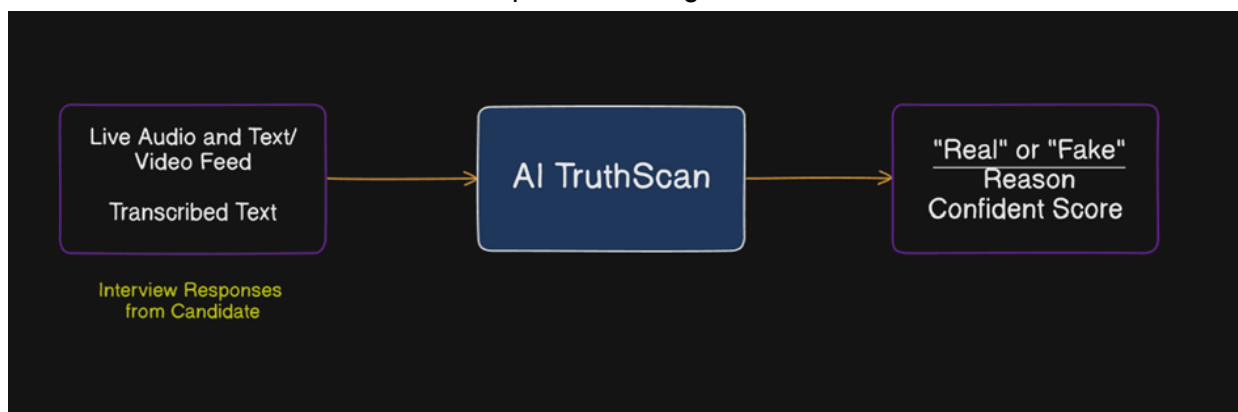 Live Audio and Text/
Video Feed
Transcribed Text
Interview Responses
from Candidate
AI TruthScan
"Real" or "Fake"
Reason
Confident Score